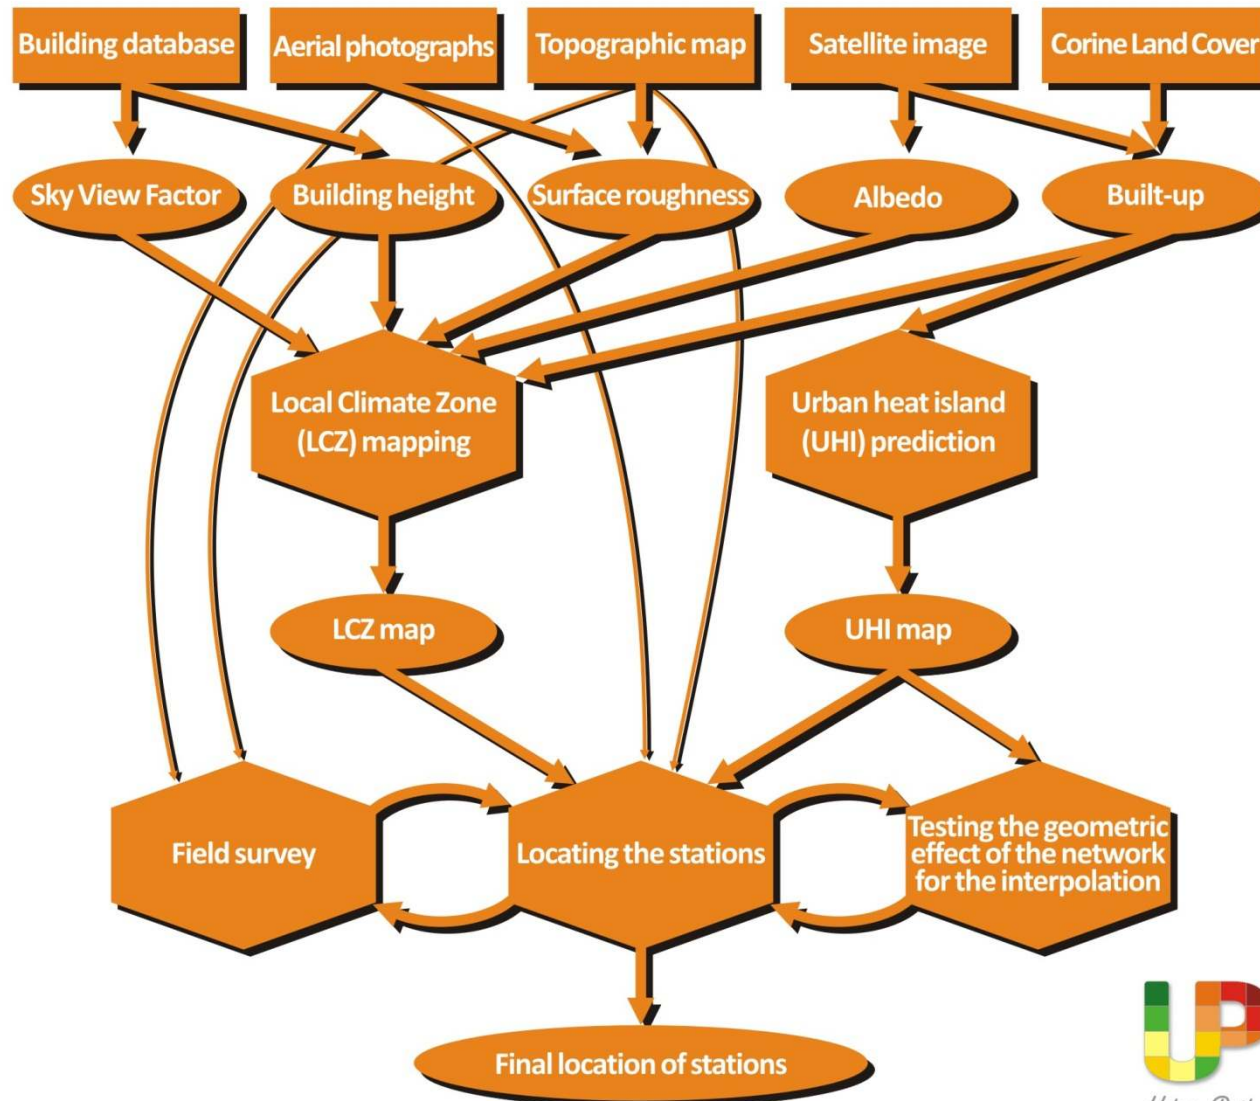 Building database
Aerial photographs
Topographic map
Satellite image
Corine Land Cover
Sky View Factor
Building height
Surface roughness
Albedo
Built-up
Local Climate Zone
(LCZ) mapping
Urban heat island
(UHI) prediction
LCZ map
UHI map
Field survey
Locating the stations
Testing the geometric
effect of the network
for the interpolation
Final location of stations
UP